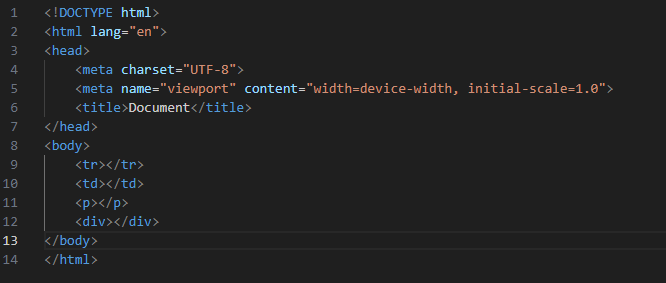 1 <!DOCTYPE html>
2 <html lang="en">
3 <head>
4     <meta charset="UTF-8">
5     <meta name="viewport" content="width=device-width, initial-scale=1.0">
6     <title>Document</title>
7 </head>
8 <body>
9     <tr></tr>
10     <td></td>
11     <p></p>
12     <div></div>
13 </body>
14 </html>